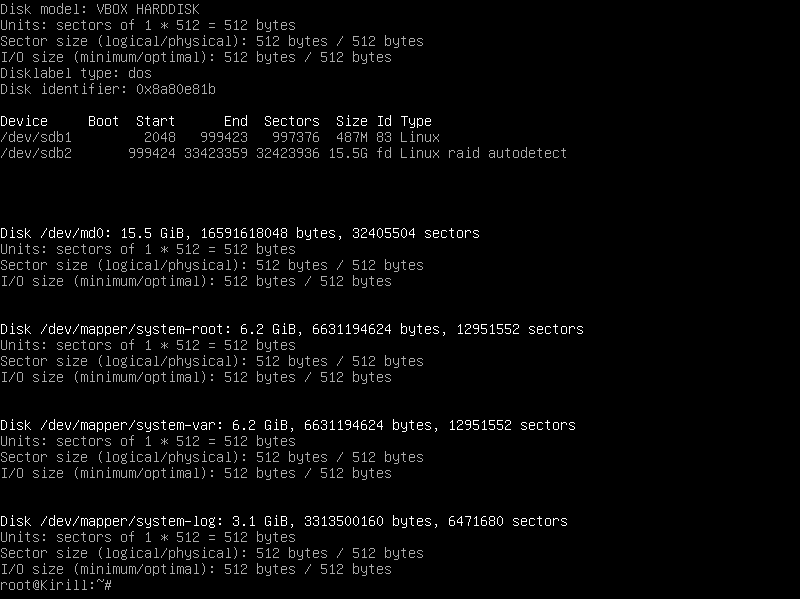 Disk model: VBOX HARDDISK
Units: sectors of 1 * 512 = 512 bytes
Sector size (logical/physical): 512 bytes / 512 bytes
I/O size (minimum/optimal): 512 bytes / 512 bytes
Disklabel type: dos
Disk identifier: 0x8a80e81b
Device     Boot  Start      End  Sectors  Size Id Type
/dev/sdb1         2048   999423   997376  487M 83 Linux
/dev/sdb2       999424 33423359 32423936 15.5G fd Linux raid autodetect
Disk /dev/md0: 15.5 GiB, 16591618048 bytes, 32405504 sectors
Units: sectors of 1 * 512 = 512 bytes
Sector size (logical/physical): 512 bytes / 512 bytes
I/O size (minimum/optimal): 512 bytes / 512 bytes
Disk /dev/mapper/system-root: 6.2 GiB, 6631194624 bytes, 12951552 sectors
Units: sectors of 1 * 512 = 512 bytes
Sector size (logical/physical): 512 bytes / 512 bytes
I/O size (minimum/optimal): 512 bytes / 512 bytes
Disk /dev/mapper/system-var: 6.2 GiB, 6631194624 bytes, 12951552 sectors
Units: sectors of 1 * 512 = 512 bytes
Sector size (logical/physical): 512 bytes / 512 bytes
I/O size (minimum/optimal): 512 bytes / 512 bytes
Disk /dev/mapper/system-log: 3.1 GiB, 3313500160 bytes, 6471680 sectors
Units: sectors of 1 * 512 = 512 bytes
Sector size (logical/physical): 512 bytes / 512 bytes
I/O size (minimum/optimal): 512 bytes / 512 bytes
root@Kirill:~#